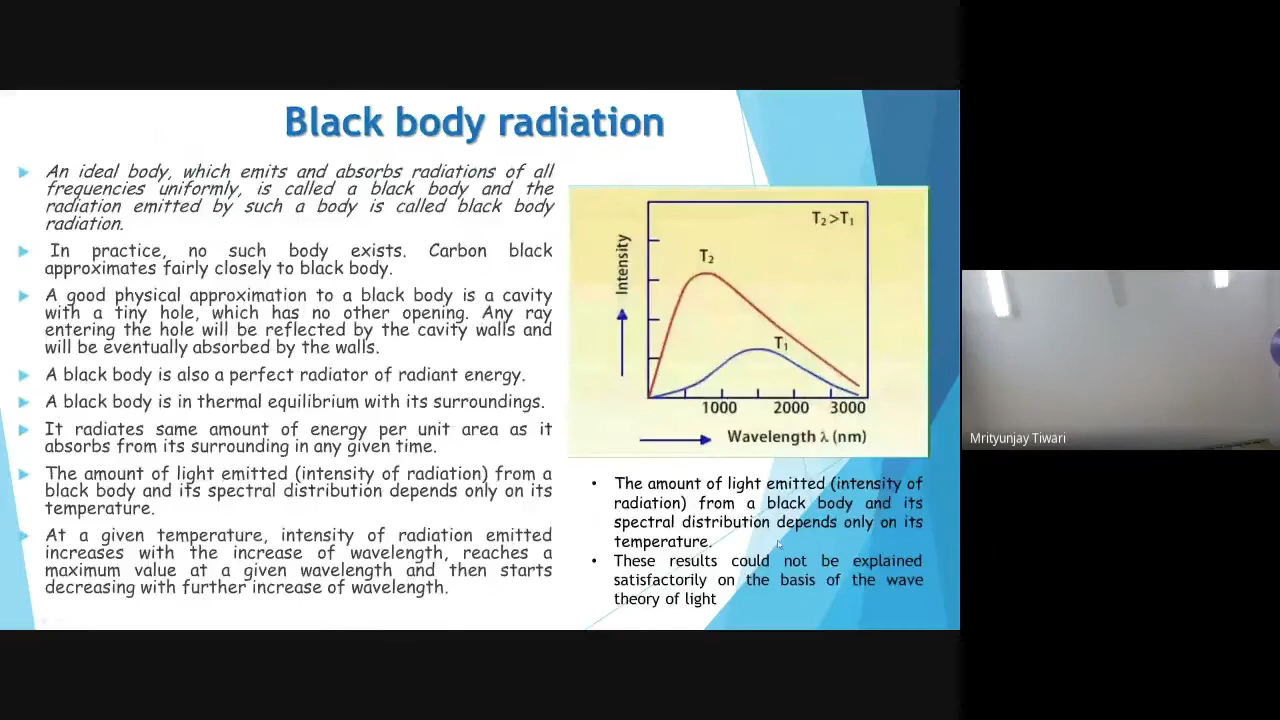 Black body radiation
An ideal body, which emits and absorbs radiations of all
frequencies uniformly, is called a black body and the
radiation emitted by such a body is called black body
radiation.
In practice, no such body exists. Carbon black
approximates fairly closely to black body.
A good physical approximation to a black body is a cavity
with a tiny hole, which has no other opening. Any ray
entering the hole will be reflected by the cavity walls and
will be eventually absorbed by the walls.
A black body is also a perfect radiator of radiant energy.
A black body is in thermal equilibrium with its surroundings.
It radiates same amount of energy per unit area as it
absorbs from its surrounding in any given time.
The amount of light emitted (intensity of radiation) from a
black body and its spectral distribution depends only on its
temperature.
At a given temperature, intensity of radiation emitted
increases with the increase of wavelength, reaches a
maximum value at a given wavelength and then starts
decreasing with further increase of wavelength.
T₂>T₁
Intensity
T₂
T₁
1000 2000 3000
Wavelength λ (nm)
• The amount of light emitted (intensity of
radiation) from a black body and its
spectral distribution depends only on its
temperature.
• These results could not be explained
satisfactorily on the basis of the wave
theory of light
Mrityunjay Tiwari